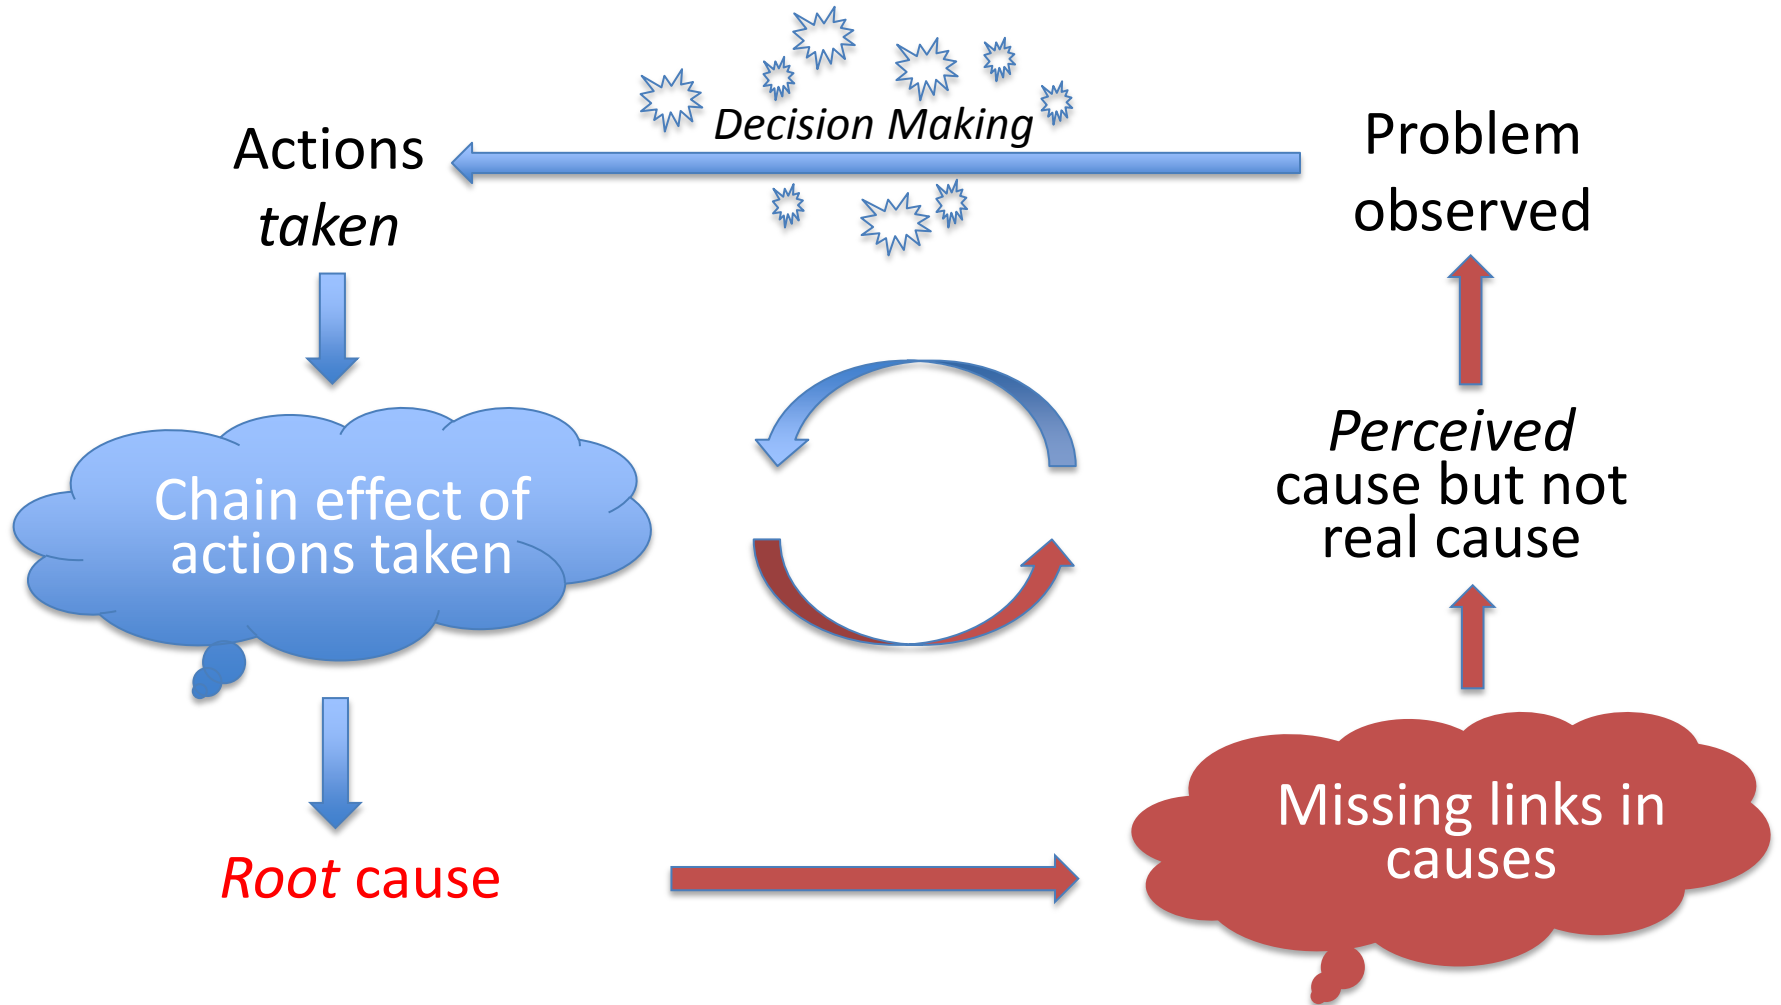 Decision Making
Actions
taken
Problem
observed
Chain effect of
actions taken
Perceived
cause but not
real cause
Root cause
Missing links in
causes